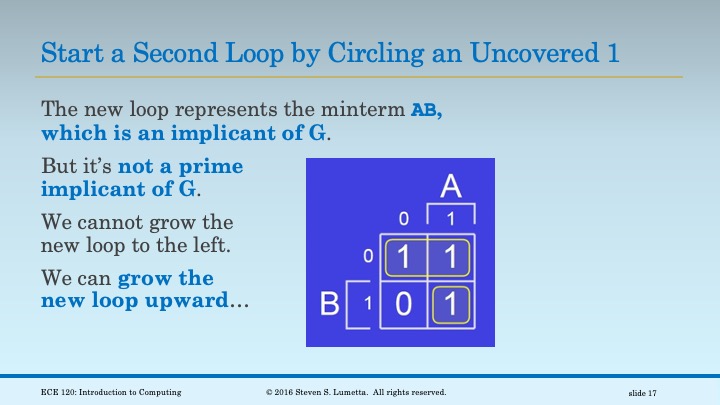 Start a Second Loop by Circling an Uncovered 1
The new loop represents the minterm AB,
which is an implicant of G.
But it's not a prime
implicant of G.
We cannot grow the
new loop to the left.
We can grow the
new loop upward…
A
0 1
0 1 1
B 1 0 1
ECE 120: Introduction to Computing © 2016 Steven S. Lumetta. All rights reserved. slide 17